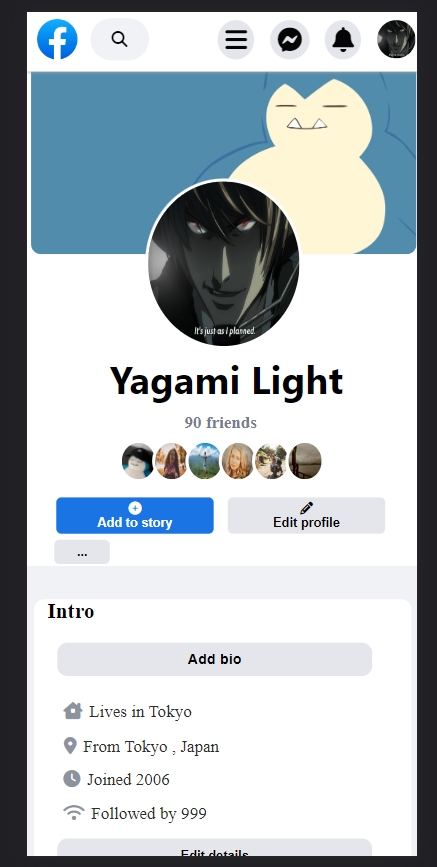 It's just as I planned.
Yagami Light
90 friends
Add to story
Edit profile
...
Intro
Add bio
Lives in Tokyo
From Tokyo , Japan
Joined 2006
Followed by 999
Edit details